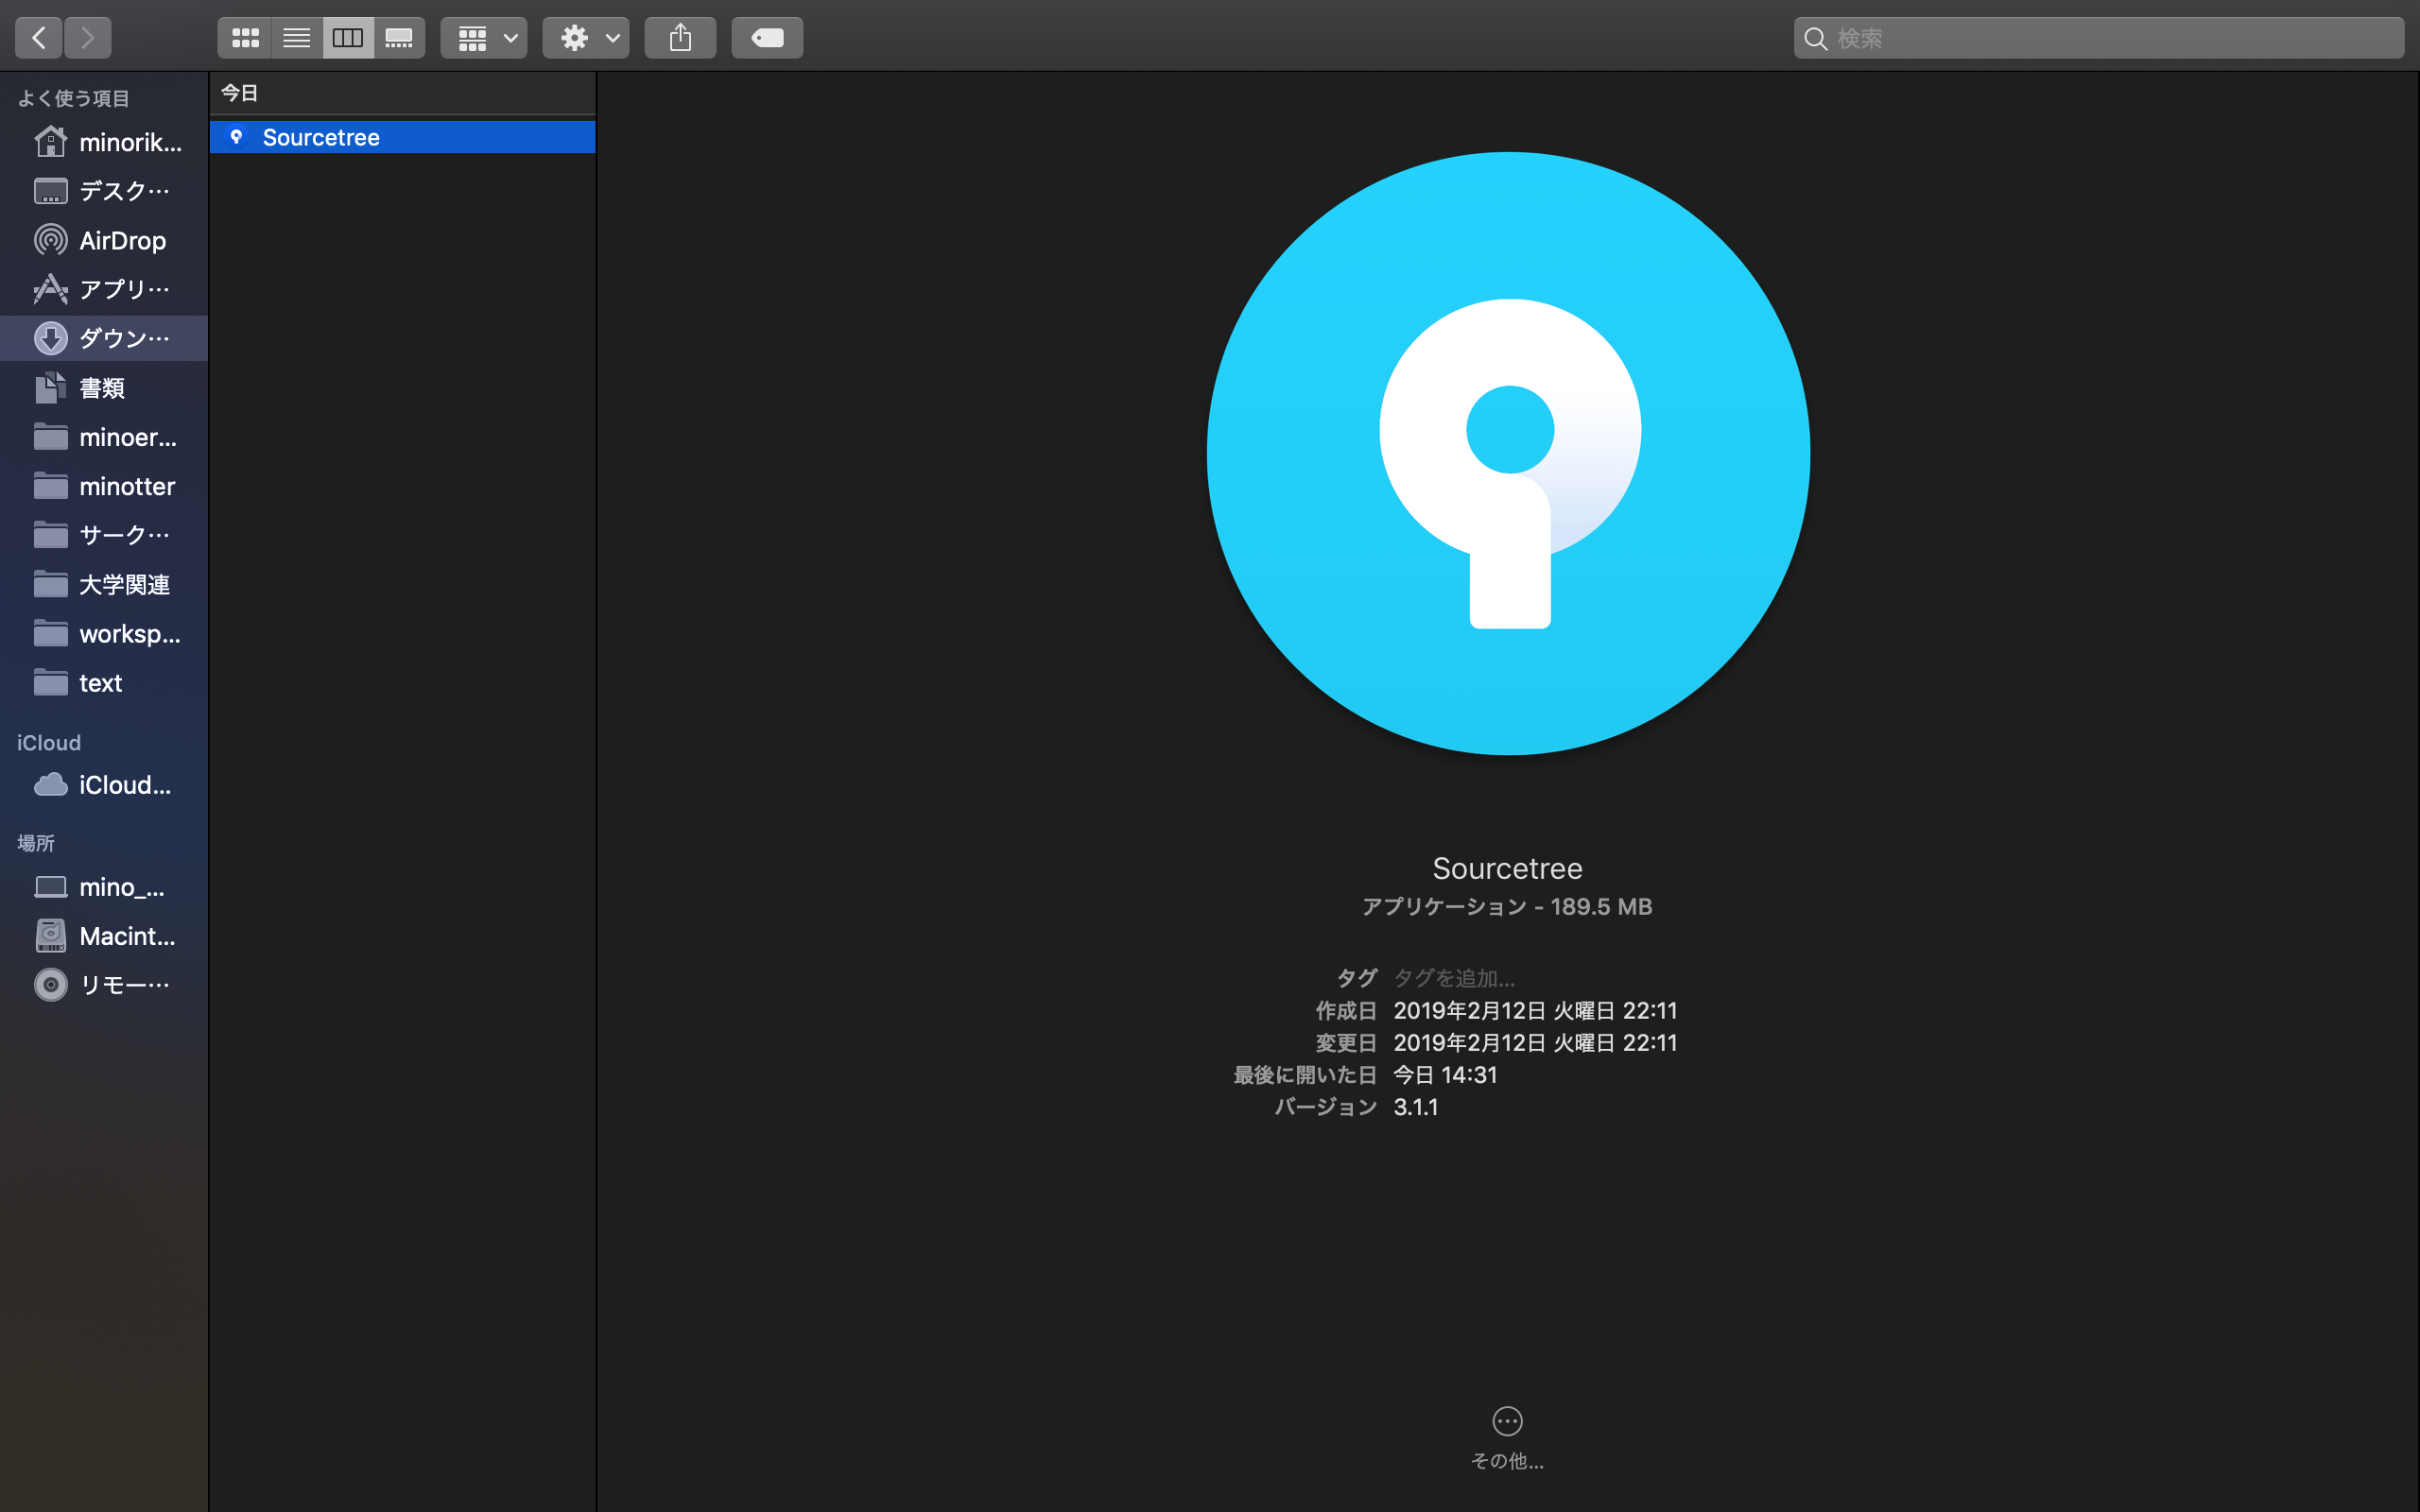 検索
よく使う項目
minorik...
デスク…
AirDrop
アプリ…
ダウン…
書類
minoer...
minotter
サーク…
大学関連
worksp...
text
iCloud
iCloud...
場所
mino_...
Macint...
リモー…
今日
Sourcetree
Sourcetree
アプリケーション - 189.5 MB
タグ タグを追加...
作成日 2019年2月12日 火曜日 22:11
変更日 2019年2月12日 火曜日 22:11
最後に開いた日 今日 14:31
バージョン 3.1.1
その他...